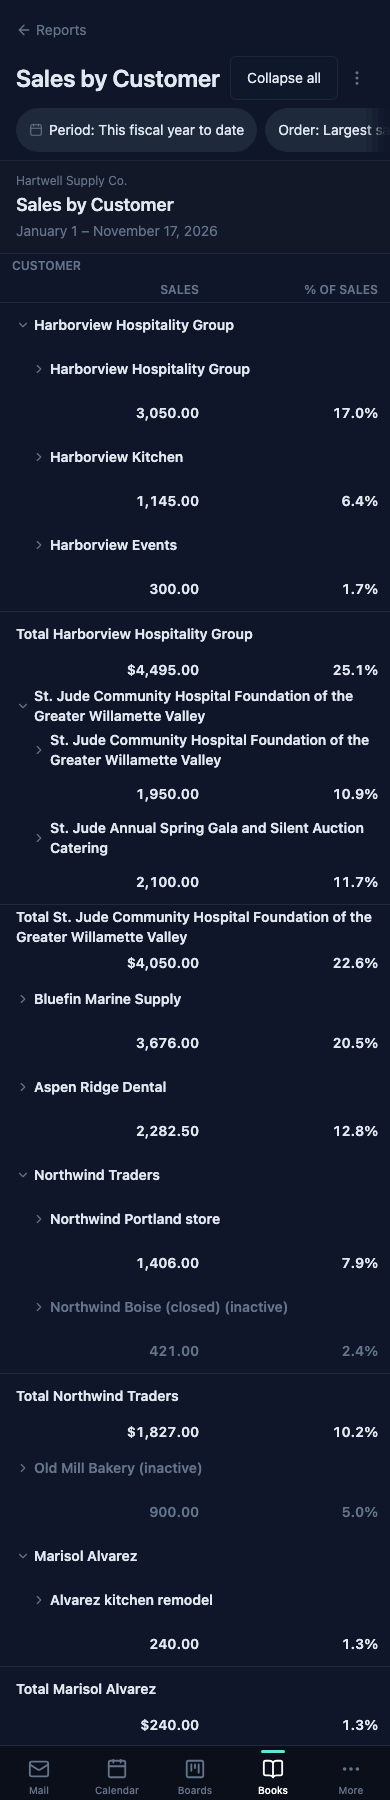 Reports
Sales by Customer
Collapse all
Period: This fiscal year to date
Order: Largest
Hartwell Supply Co.
Sales by Customer
January 1 – November 17, 2026
CUSTOMER
SALES % OF SALES
Harborview Hospitality Group
Harborview Hospitality Group
3,050.00 17.0%
Harborview Kitchen
1,145.00 6.4%
Harborview Events
300.00 1.7%
Total Harborview Hospitality Group
$4,495.00 25.1%
St. Jude Community Hospital Foundation of the
Greater Willamette Valley
St. Jude Community Hospital Foundation of the
Greater Willamette Valley
1,950.00 10.9%
St. Jude Annual Spring Gala and Silent Auction
Catering
2,100.00 11.7%
Total St. Jude Community Hospital Foundation of the
Greater Willamette Valley
$4,050.00 22.6%
Bluefin Marine Supply
3,676.00 20.5%
Aspen Ridge Dental
2,282.50 12.8%
Northwind Traders
Northwind Portland store
1,406.00 7.9%
Northwind Boise (closed) (inactive)
421.00 2.4%
Total Northwind Traders
$1,827.00 10.2%
Old Mill Bakery (inactive)
900.00 5.0%
Marisol Alvarez
Alvarez kitchen remodel
240.00 1.3%
Total Marisol Alvarez
$240.00 1.3%
Mail Calendar Boards Books More